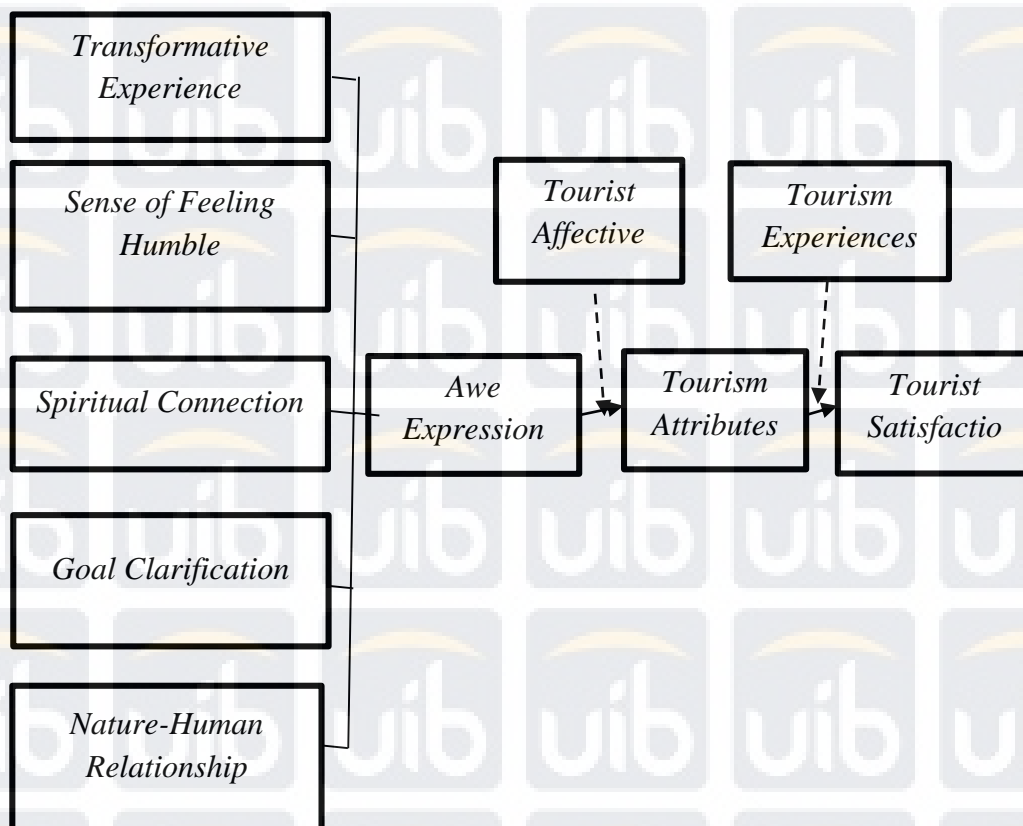 Transformative
Experience
Sense of Feeling
Humble
Spiritual Connection
Goal Clarification
Nature-Human
Relationship
Tourist
Affective
Tourism
Experiences
Awe
Expression
Tourism
Attributes
Tourist
Satisfactio
uib